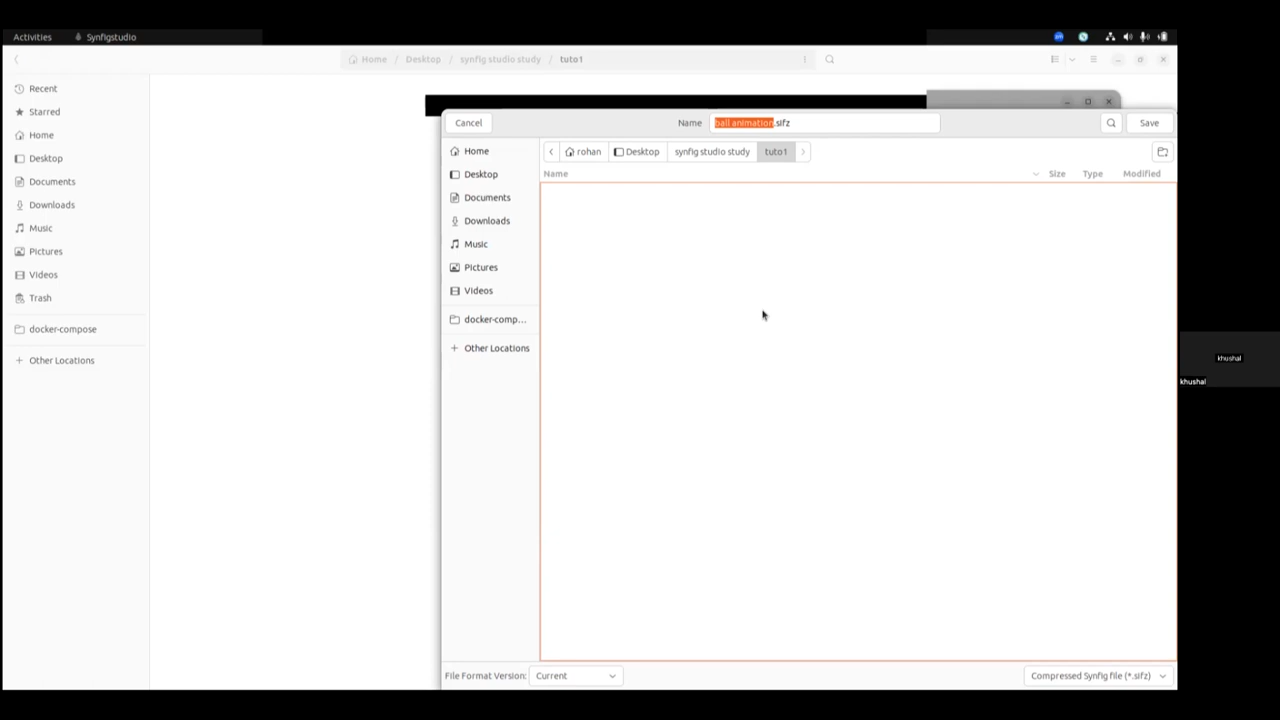 Activities
Synfigstudio
Home / Desktop / synfig studio study / tuto1
Recent
Starred
Home
Desktop
Documents
Downloads
Music
Pictures
Videos
Trash
docker-compose
Other Locations
Cancel
Name
ball animation.sifz
Save
Home
Desktop
Documents
Downloads
Music
Pictures
Videos
docker-comp...
Other Locations
rohan
Desktop
synfig studio study
tuto1
Name
Size
Type
Modified
File Format Version:
Current
Compressed Synfig file (*.sifz)
khushal
khushal